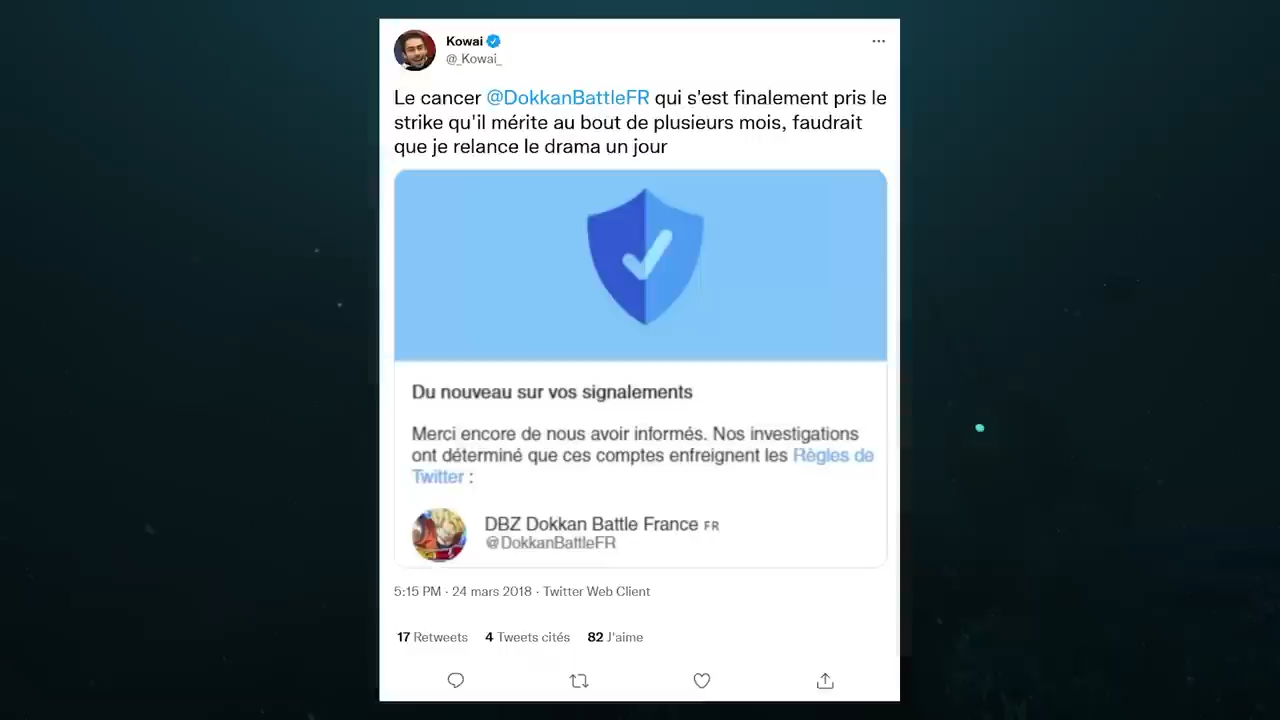 Kowai
@_Kowai_
Le cancer @DokkanBattleFR qui s'est finalement pris le
strike qu'il mérite au bout de plusieurs mois, faudrait
que je relance le drama un jour
Du nouveau sur vos signalements
Merci encore de nous avoir informés. Nos investigations
ont déterminé que ces comptes enfreignent les Règles de
Twitter :
DBZ Dokkan Battle France FR
@DokkanBattleFR
5:15 PM · 24 mars 2018 · Twitter Web Client
17 Retweets 4 Tweets cités 82 J'aime